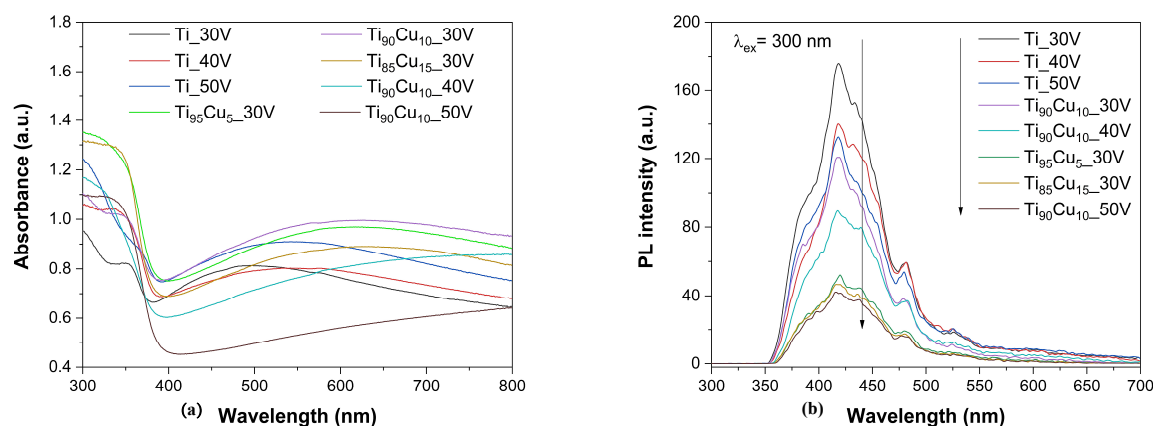 1.8
1.6
1.4
1.2
1.0
0.8
0.6
0.4
Absorbance (a.u.)
Ti_30V
Ti_40V
Ti_50V
Ti₉₅Cu₅_30V
Ti₉₀Cu₁₀_30V
Ti₈₅Cu₁₅_30V
Ti₉₀Cu₁₀_40V
Ti₉₀Cu₁₀_50V
300 400 500 600 700 800
(a) Wavelength (nm)
200
160
120
80
40
0
PL intensity (a.u.)
λₑₓ= 300 nm
Ti_30V
Ti_40V
Ti_50V
Ti₉₀Cu₁₀_30V
Ti₉₀Cu₁₀_40V
Ti₉₅Cu₅_30V
Ti₈₅Cu₁₅_30V
Ti₉₀Cu₁₀_50V
300 350 400 450 500 550 600 650 700
(b) Wavelength (nm)